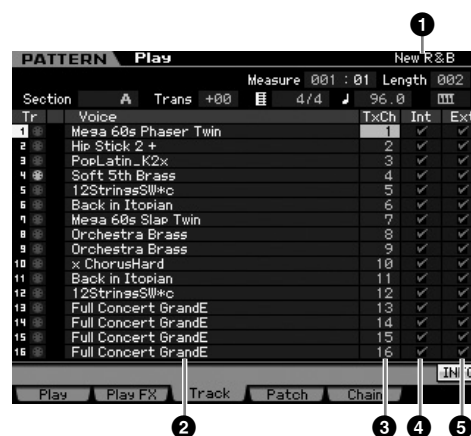 1
PATTERN Play New R&B
Measure 001 : 01 Length 002
Section A Trans +00 4/4 96.0
Tr Voice TxCh Int Ext
1 Mega 60s Phaser Twin 1
2 Hip Stick 2 + 2
3 PopLatin_K2x 3
4 Soft 5th Brass 4
5 12StringsSW*c 5
6 Back in Itopian 6
7 Mega 60s Slap Twin 7
8 Orchestra Brass 8
9 Orchestra Brass 9
10 x ChorusHard 10
11 Back in Itopian 11
12 12StringsSW*c 12
13 Full Concert GrandE 13
14 Full Concert GrandE 14
15 Full Concert GrandE 15
16 Full Concert GrandE 16
INFO
Play Play FX Track Patch Chain
2 3 4 5